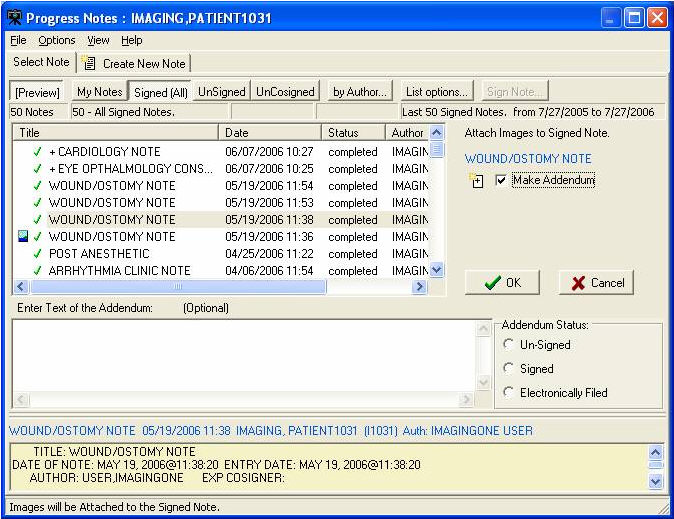 Progress Notes : IMAGING,PATIENT1031
File Options View Help
Select Note Create New Note
[Preview] My Notes Signed (All) UnSigned UnCosigned by Author... List options... Sign Note...
50 Notes 50 - All Signed Notes. Last 50 Signed Notes. from 7/27/2005 to 7/27/2006
Title Date Status Author
+ CARDIOLOGY NOTE 06/07/2006 10:27 completed IMAGIN
+ EYE OPTHALMOLOGY CONS... 06/07/2006 10:25 completed IMAGIN
WOUND/OSTOMY NOTE 05/19/2006 11:54 completed IMAGIN
WOUND/OSTOMY NOTE 05/19/2006 11:53 completed IMAGIN
WOUND/OSTOMY NOTE 05/19/2006 11:38 completed IMAGIN
WOUND/OSTOMY NOTE 05/19/2006 11:36 completed IMAGIN
POST ANESTHETIC 04/25/2006 11:22 completed IMAGIN
ARRHYTHMIA CLINIC NOTE 04/06/2006 11:54 completed IMAGIN
Attach Images to Signed Note.
WOUND/OSTOMY NOTE
Make Addendum
OK Cancel
Enter Text of the Addendum: (Optional)
Addendum Status:
Un-Signed
Signed
Electronically Filed
WOUND/OSTOMY NOTE 05/19/2006 11:38 IMAGING, PATIENT1031 (I1031) Auth: IMAGINGONE USER
TITLE: WOUND/OSTOMY NOTE
DATE OF NOTE: MAY 19, 2006@11:38:20 ENTRY DATE: MAY 19, 2006@11:38:20
AUTHOR: USER,IMAGINGONE EXP COSIGNER:
Images will be Attached to the Signed Note.